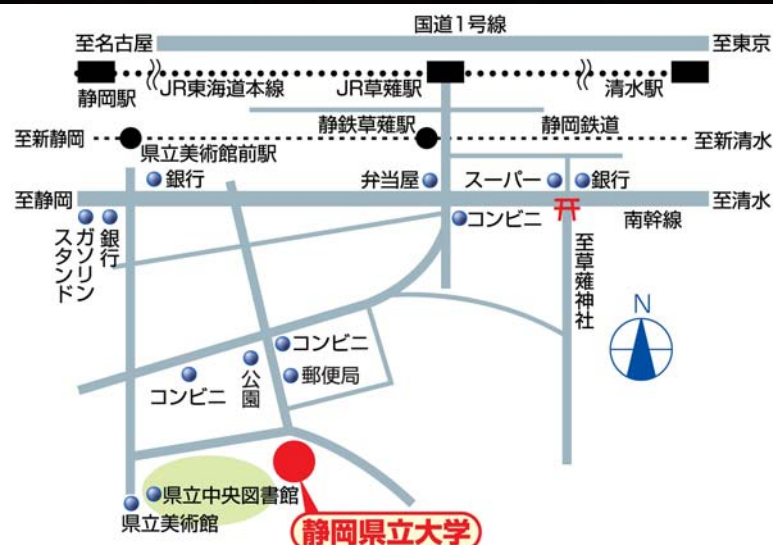 国道1号線
至名古屋
至東京
静岡駅
JR東海道本線
JR草薙駅
清水駅
静鉄草薙駅
静岡鉄道
至新静岡
至新清水
県立美術館前駅
銀行
弁当屋
スーパー
銀行
至静岡
至清水
コンビニ
南幹線
銀行
ガソリン
スタンド
至草薙神社
N
コンビニ
郵便局
公園
コンビニ
県立中央図書館
県立美術館
静岡県立大学